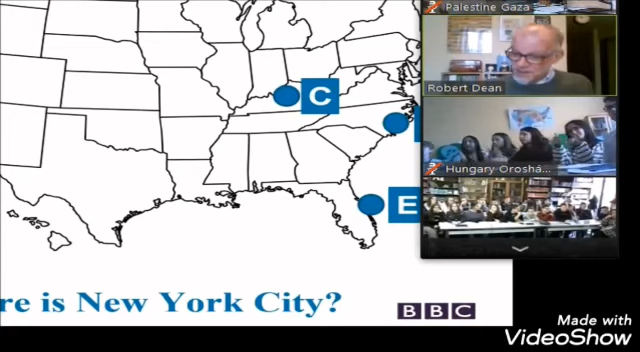 Palestine Gaza
Robert Dean
C
Hungary Oroshá...
E
re is New York City?
BBC
Made with
VideoShow